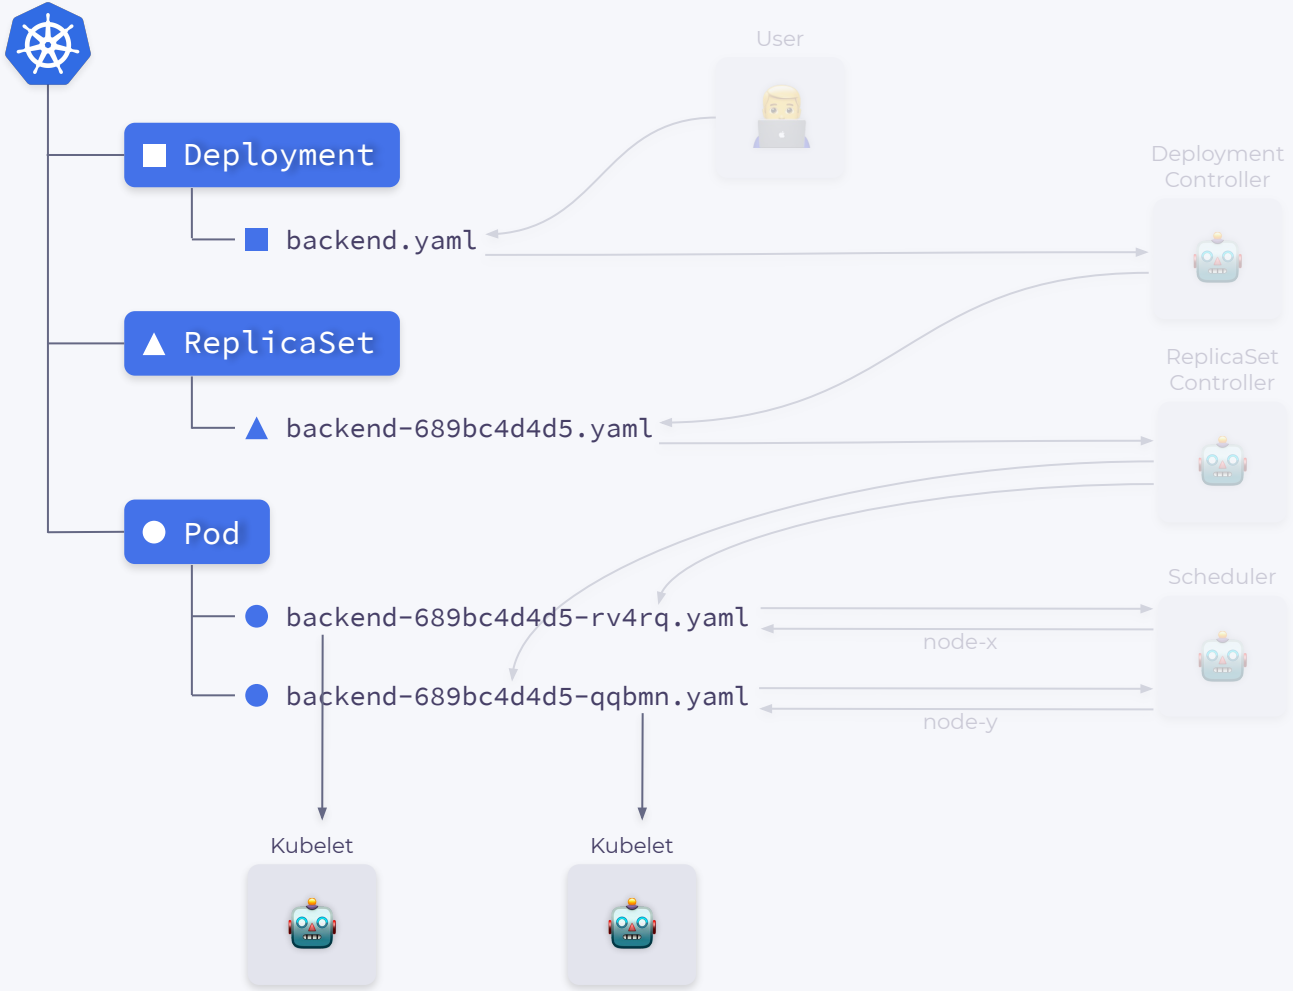 User
Deployment
Deployment
Controller
backend.yaml
ReplicaSet
ReplicaSet
Controller
backend-689bc4d4d5.yaml
Pod
Scheduler
backend-689bc4d4d5-rv4rq.yaml
node-x
backend-689bc4d4d5-qqbmn.yaml
node-y
Kubelet
Kubelet